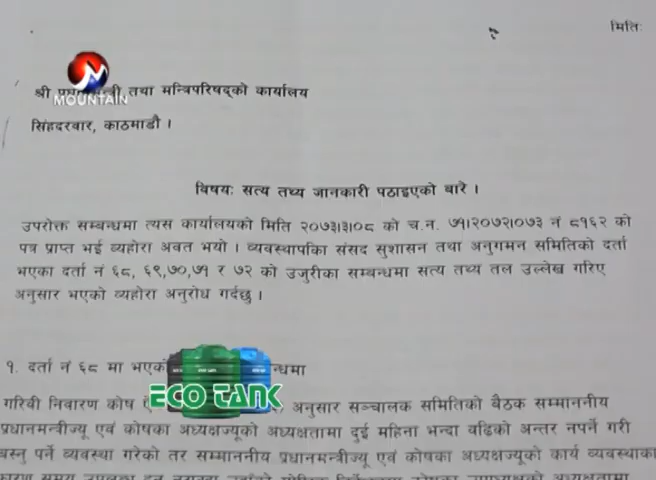 मितिः
श्री प्रधानमन्त्री तथा मन्त्रिपरिषद्को कार्यालय
MOUNTAIN
सिंहदरवार, काठमाडौ ।
विषयः सत्य तथ्य जानकारी पठाइएको बारे ।
उपरोक्त सम्बन्धमा त्यस कार्यालयको मिति २०७३।३।०८ को च.न. ७१।२०७२।०७३ नं ८१६२ को
पत्र प्राप्त भई व्यहोरा अवत भयो । व्यवस्थापिका संसद सुशासन तथा अनुगमन समितिको दर्ता
भएका दर्ता नं ६८, ६९,७०,७१ र ७२ को उजुरीका सम्बन्धमा सत्य तथ्य तल उल्लेख गरिए
अनुसार भएको व्यहोरा अनुरोध गर्दछु ।
१. दर्ता नं ६८ मा भएको न्धमा
ECO TANK
गरिवी निवारण कोष अनुसार सञ्चालक समितिको बैठक सम्माननीय
प्रधानमन्त्रीज्यू एवं कोषका अध्यक्षज्यूको अध्यक्षतामा दुई महिना भन्दा वढिको अन्तर नपर्ने गरी
बस्नु पर्ने व्यवस्था गरेको तर सम्माननीय प्रधानमन्त्रीज्यू एवं कोषका अध्यक्षज्यूको कार्य व्यवस्थाका